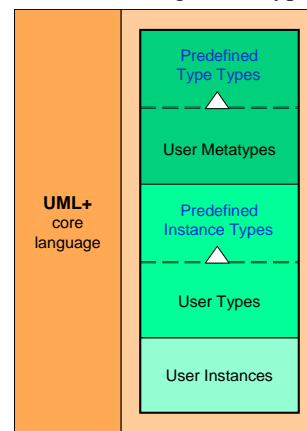 Predefined
Type Types
User Metatypes
UML+
core
language
Predefined
Instance Types
User Types
User Instances